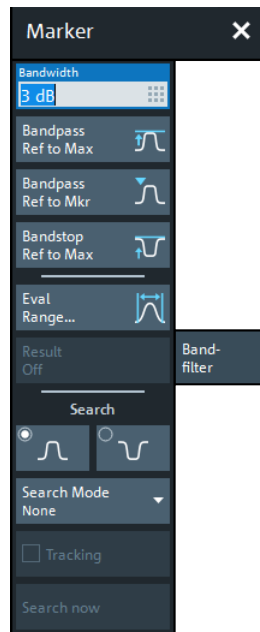 Marker
Bandwidth
3 dB
Bandpass
Ref to Max
Bandpass
Ref to Mkr
Bandstop
Ref to Max
Eval
Range...
Result
Off
Band-
filter
Search
Search Mode
None
Tracking
Search now